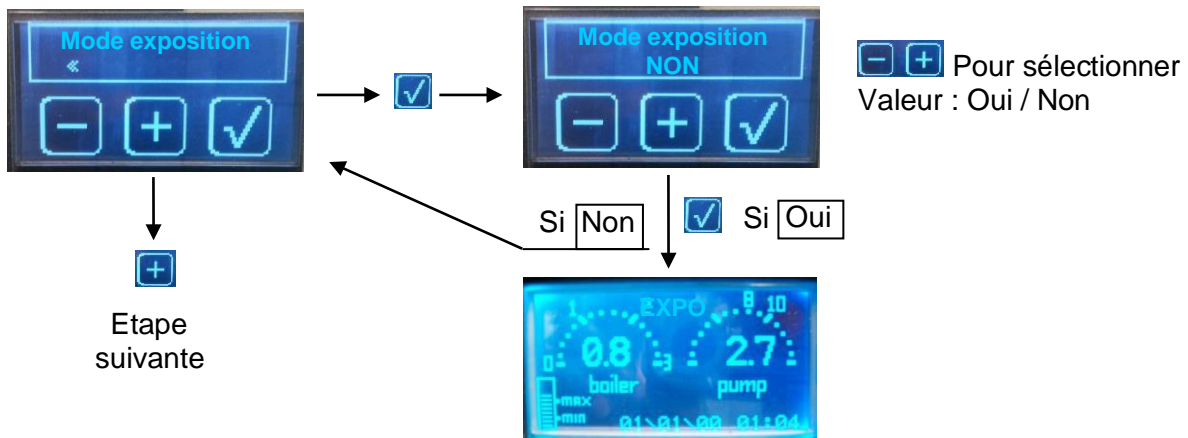 Mode exposition
«
Mode exposition
NON
Pour sélectionner
Valeur : Oui / Non
Si Non
Si Oui
Etape
suivante
EXPO
1 8 10
0 0.8 3 2.7
boiler pump
max
min 01\01\00 01:04